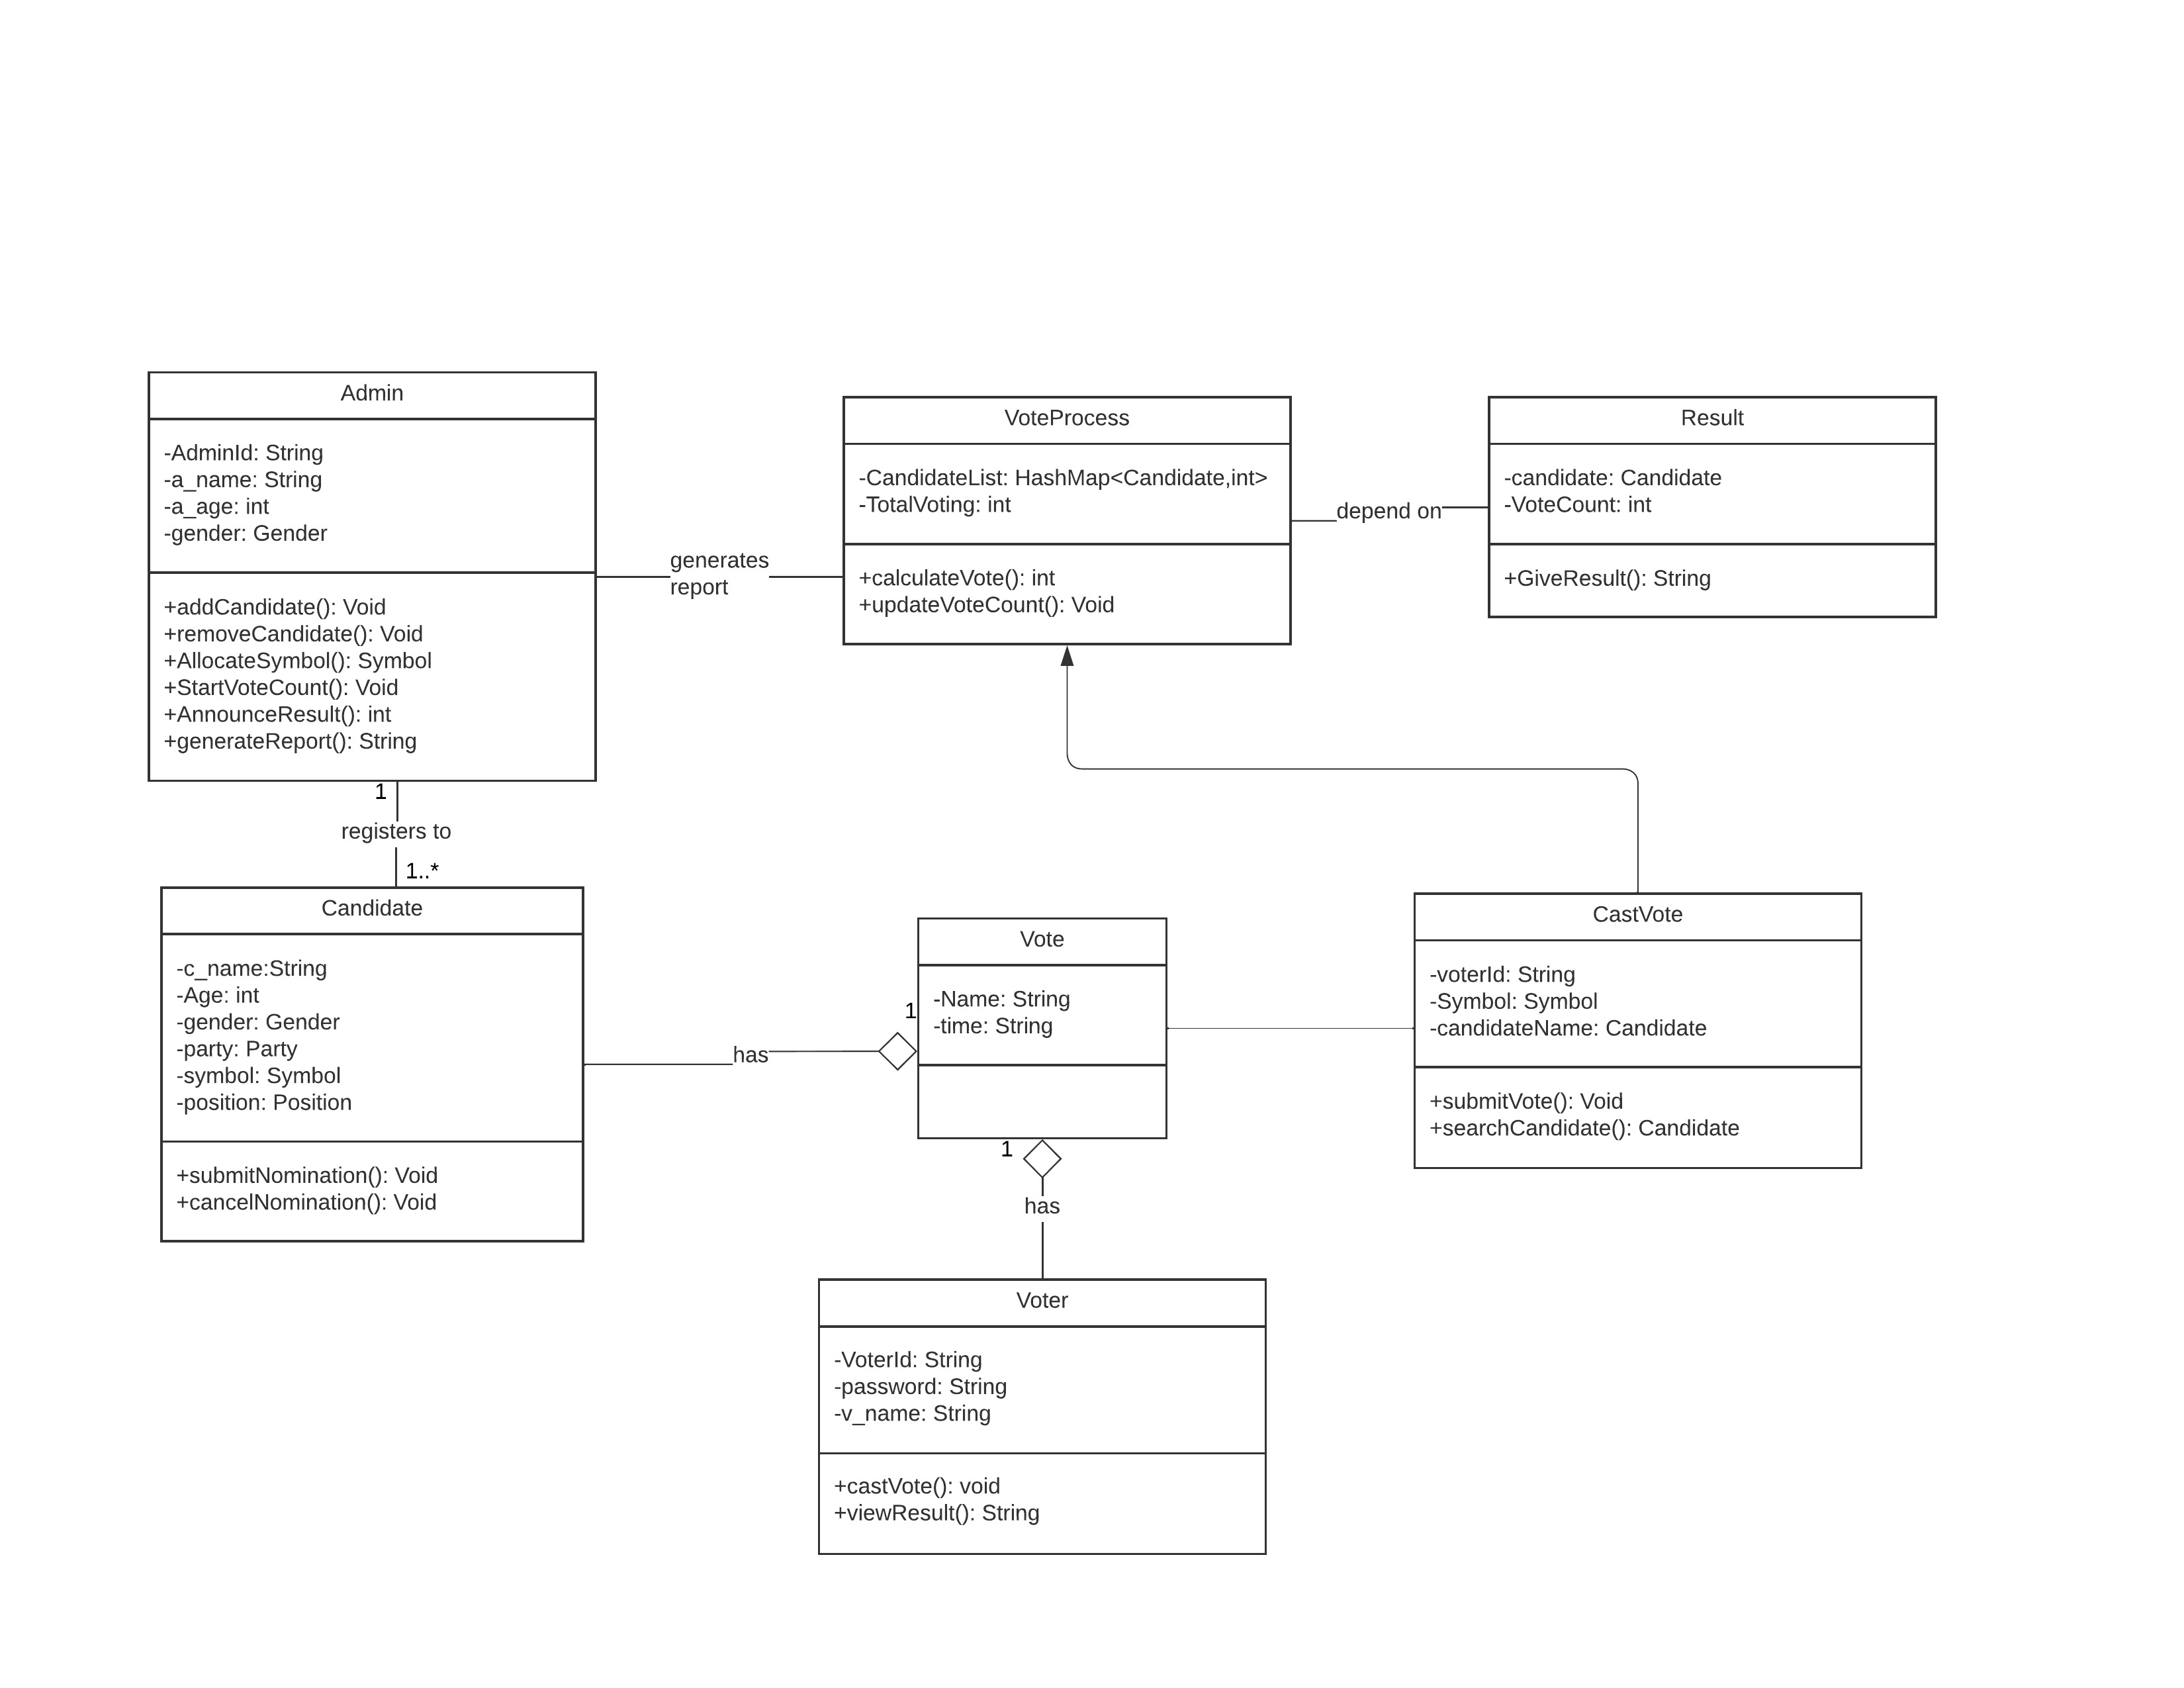 Admin
-AdminId: String
-a_name: String
-a_age: int
-gender: Gender
+addCandidate(): Void
+removeCandidate(): Void
+AllocateSymbol(): Symbol
+StartVoteCount(): Void
+AnnounceResult(): int
+generateReport(): String
generates
report
VoteProcess
-CandidateList: HashMap<Candidate,int>
-TotalVoting: int
+calculateVote(): int
+updateVoteCount(): Void
depend on
Result
-candidate: Candidate
-VoteCount: int
+GiveResult(): String
1
registers to
1..*
Candidate
-c_name:String
-Age: int
-gender: Gender
-party: Party
-symbol: Symbol
-position: Position
+submitNomination(): Void
+cancelNomination(): Void
has
1
Vote
-Name: String
-time: String
CastVote
-voterId: String
-Symbol: Symbol
-candidateName: Candidate
+submitVote(): Void
+searchCandidate(): Candidate
1
has
Voter
-VoterId: String
-password: String
-v_name: String
+castVote(): void
+viewResult(): String